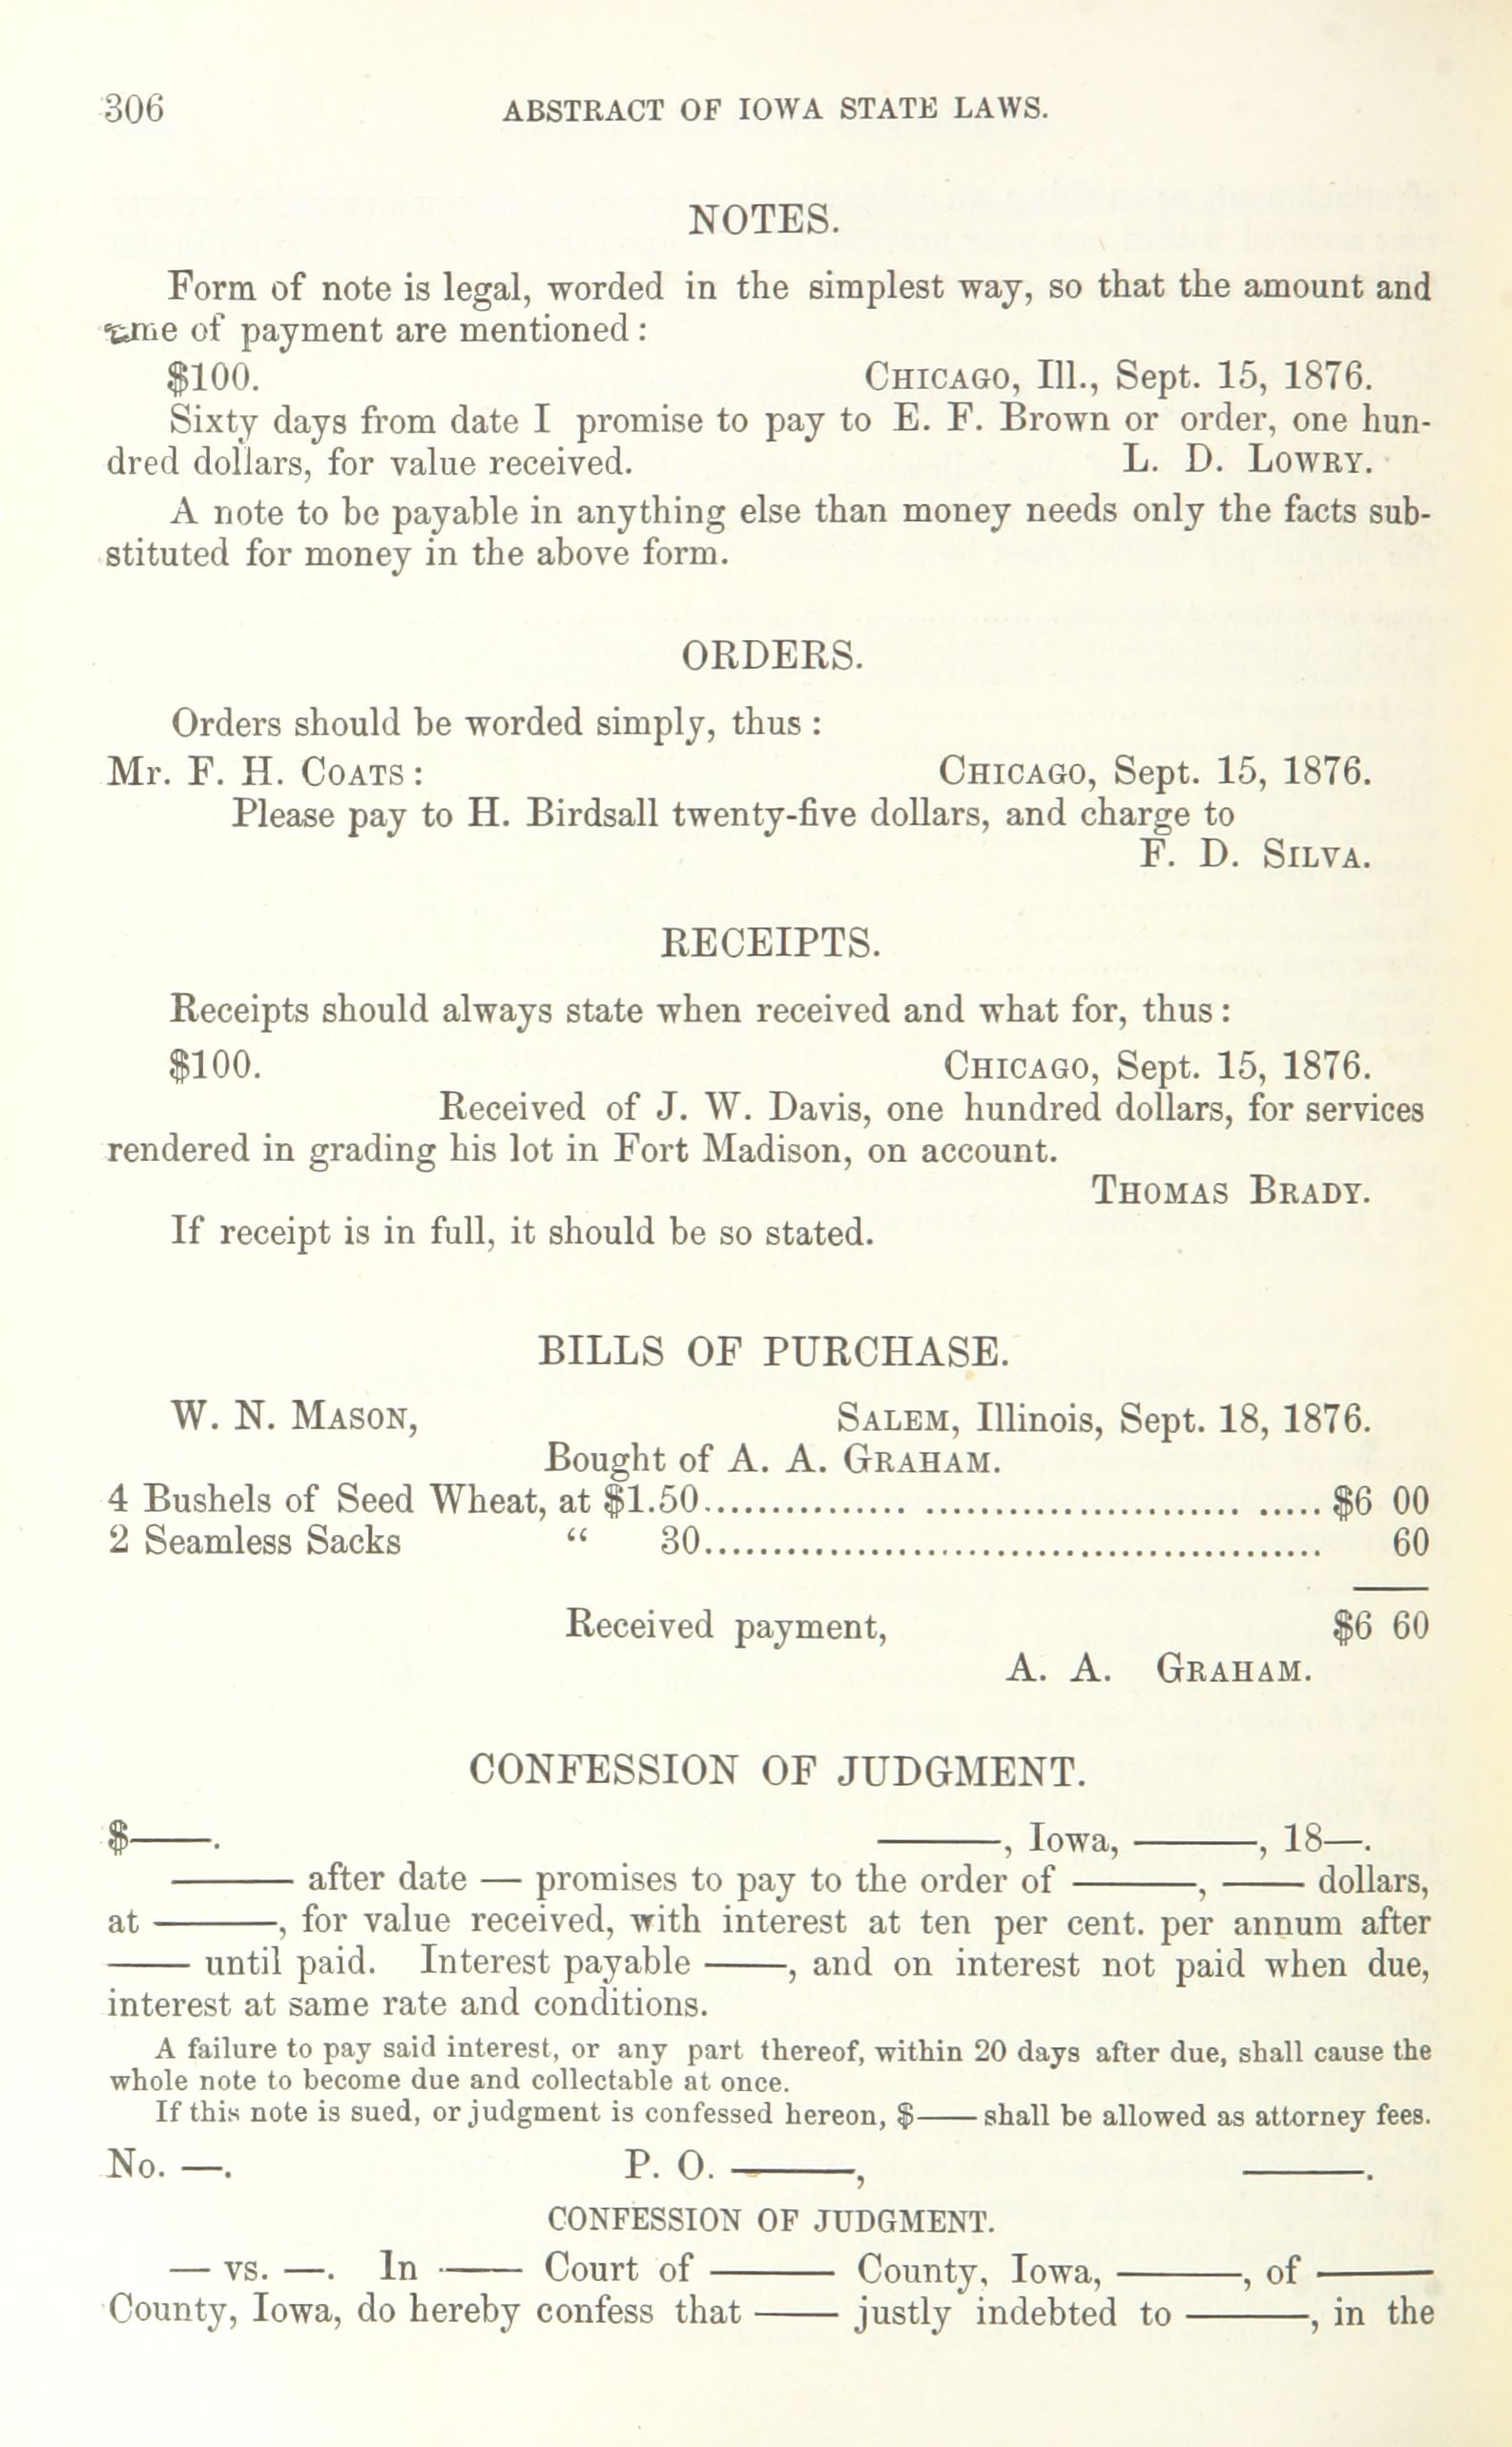 306 ABSTRACT OF IOWA STATE LAWS.
NOTES.
Form of note is legal, worded in the simplest way, so that the amount and
time of payment are mentioned:
$100. CHICAGO, Ill., Sept. 15, 1876.
Sixty days from date I promise to pay to E. F. Brown or order, one hun-
dred dollars, for value received. L. D. LOWRY.
A note to be payable in anything else than money needs only the facts sub-
stituted for money in the above form.
ORDERS.
Orders should be worded simply, thus:
Mr. F. H. COATS: CHICAGO, Sept. 15, 1876.
Please pay to H. Birdsall twenty-five dollars, and charge to
F. D. SILVA.
RECEIPTS.
Receipts should always state when received and what for, thus:
$100. CHICAGO, Sept. 15, 1876.
Received of J. W. Davis, one hundred dollars, for services
rendered in grading his lot in Fort Madison, on account.
THOMAS BRADY.
If receipt is in full, it should be so stated.
BILLS OF PURCHASE.
W. N. MASON, SALEM, Illinois, Sept. 18, 1876.
Bought of A. A. GRAHAM.
4 Bushels of Seed Wheat, at $1.50.................................................. $6 00
2 Seamless Sacks “ 30.................................................. 60
Received payment, $6 60
A. A. GRAHAM.
CONFESSION OF JUDGMENT.
$——. ———, Iowa, ———, 18—.
——— after date — promises to pay to the order of ———, —— dollars,
at ———, for value received, with interest at ten per cent. per annum after
—— until paid. Interest payable ——, and on interest not paid when due,
interest at same rate and conditions.
A failure to pay said interest, or any part thereof, within 20 days after due, shall cause the
whole note to become due and collectable at once.
If this note is sued, or judgment is confessed hereon, $—— shall be allowed as attorney fees.
No. —. P. O. ———, ———.
CONFESSION OF JUDGMENT.
— vs. —. In —— Court of ——— County, Iowa, ———, of ———
County, Iowa, do hereby confess that —— justly indebted to ———, in the